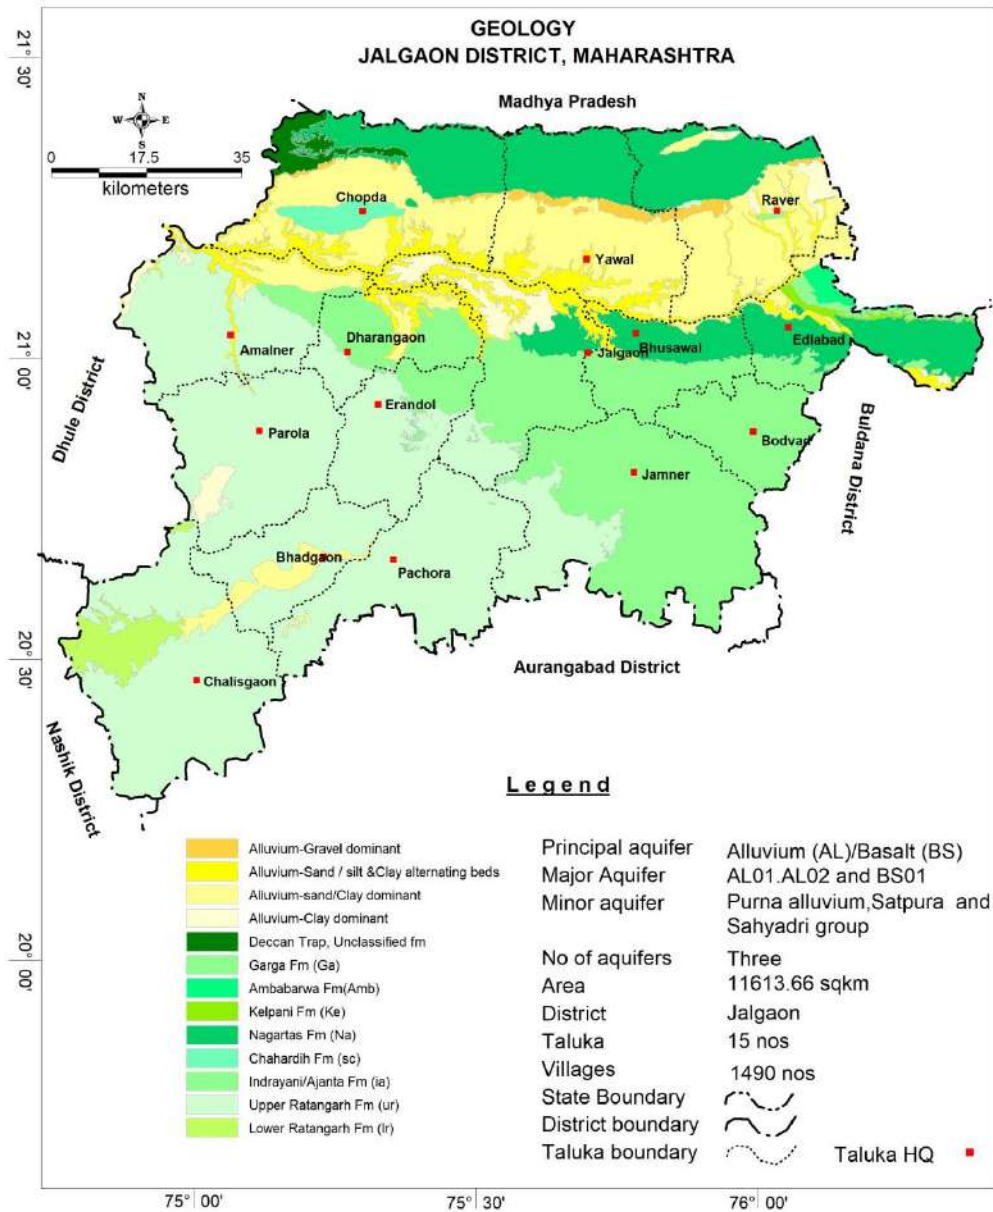 GEOLOGY
JALGAON DISTRICT, MAHARASHTRA
21° 30'
Madhya Pradesh
N
W E
S
0 17.5 35
kilometers
Chopda
Raver
Yawal
Amalner
Dharangaon
Jalgaon
Bhusawal
Edlabad
21° 00'
Dhule District
Erandol
Parola
Bodvad
Buldana District
Jamner
Bhadgaon
Pachora
20° 30'
Aurangabad District
Chalisgaon
Nashik District
Legend
Alluvium-Gravel dominant
Alluvium-Sand / silt &Clay alternating beds
Alluvium-sand/Clay dominant
Alluvium-Clay dominant
Deccan Trap, Unclassified fm
Garga Fm (Ga)
Ambabarwa Fm(Amb)
Kelpani Fm (Ke)
Nagartas Fm (Na)
Chahardih Fm (sc)
Indrayani/Ajanta Fm (ia)
Upper Ratangarh Fm (ur)
Lower Ratangarh Fm (lr)
Principal aquifer Alluvium (AL)/Basalt (BS)
Major Aquifer AL01.AL02 and BS01
Minor aquifer Purna alluvium,Satpura and
Sahyadri group
No of aquifers Three
Area 11613.66 sqkm
District Jalgaon
Taluka 15 nos
Villages 1490 nos
State Boundary
District boundary
Taluka boundary
Taluka HQ
20° 00'
75° 00' 75° 30' 76° 00'